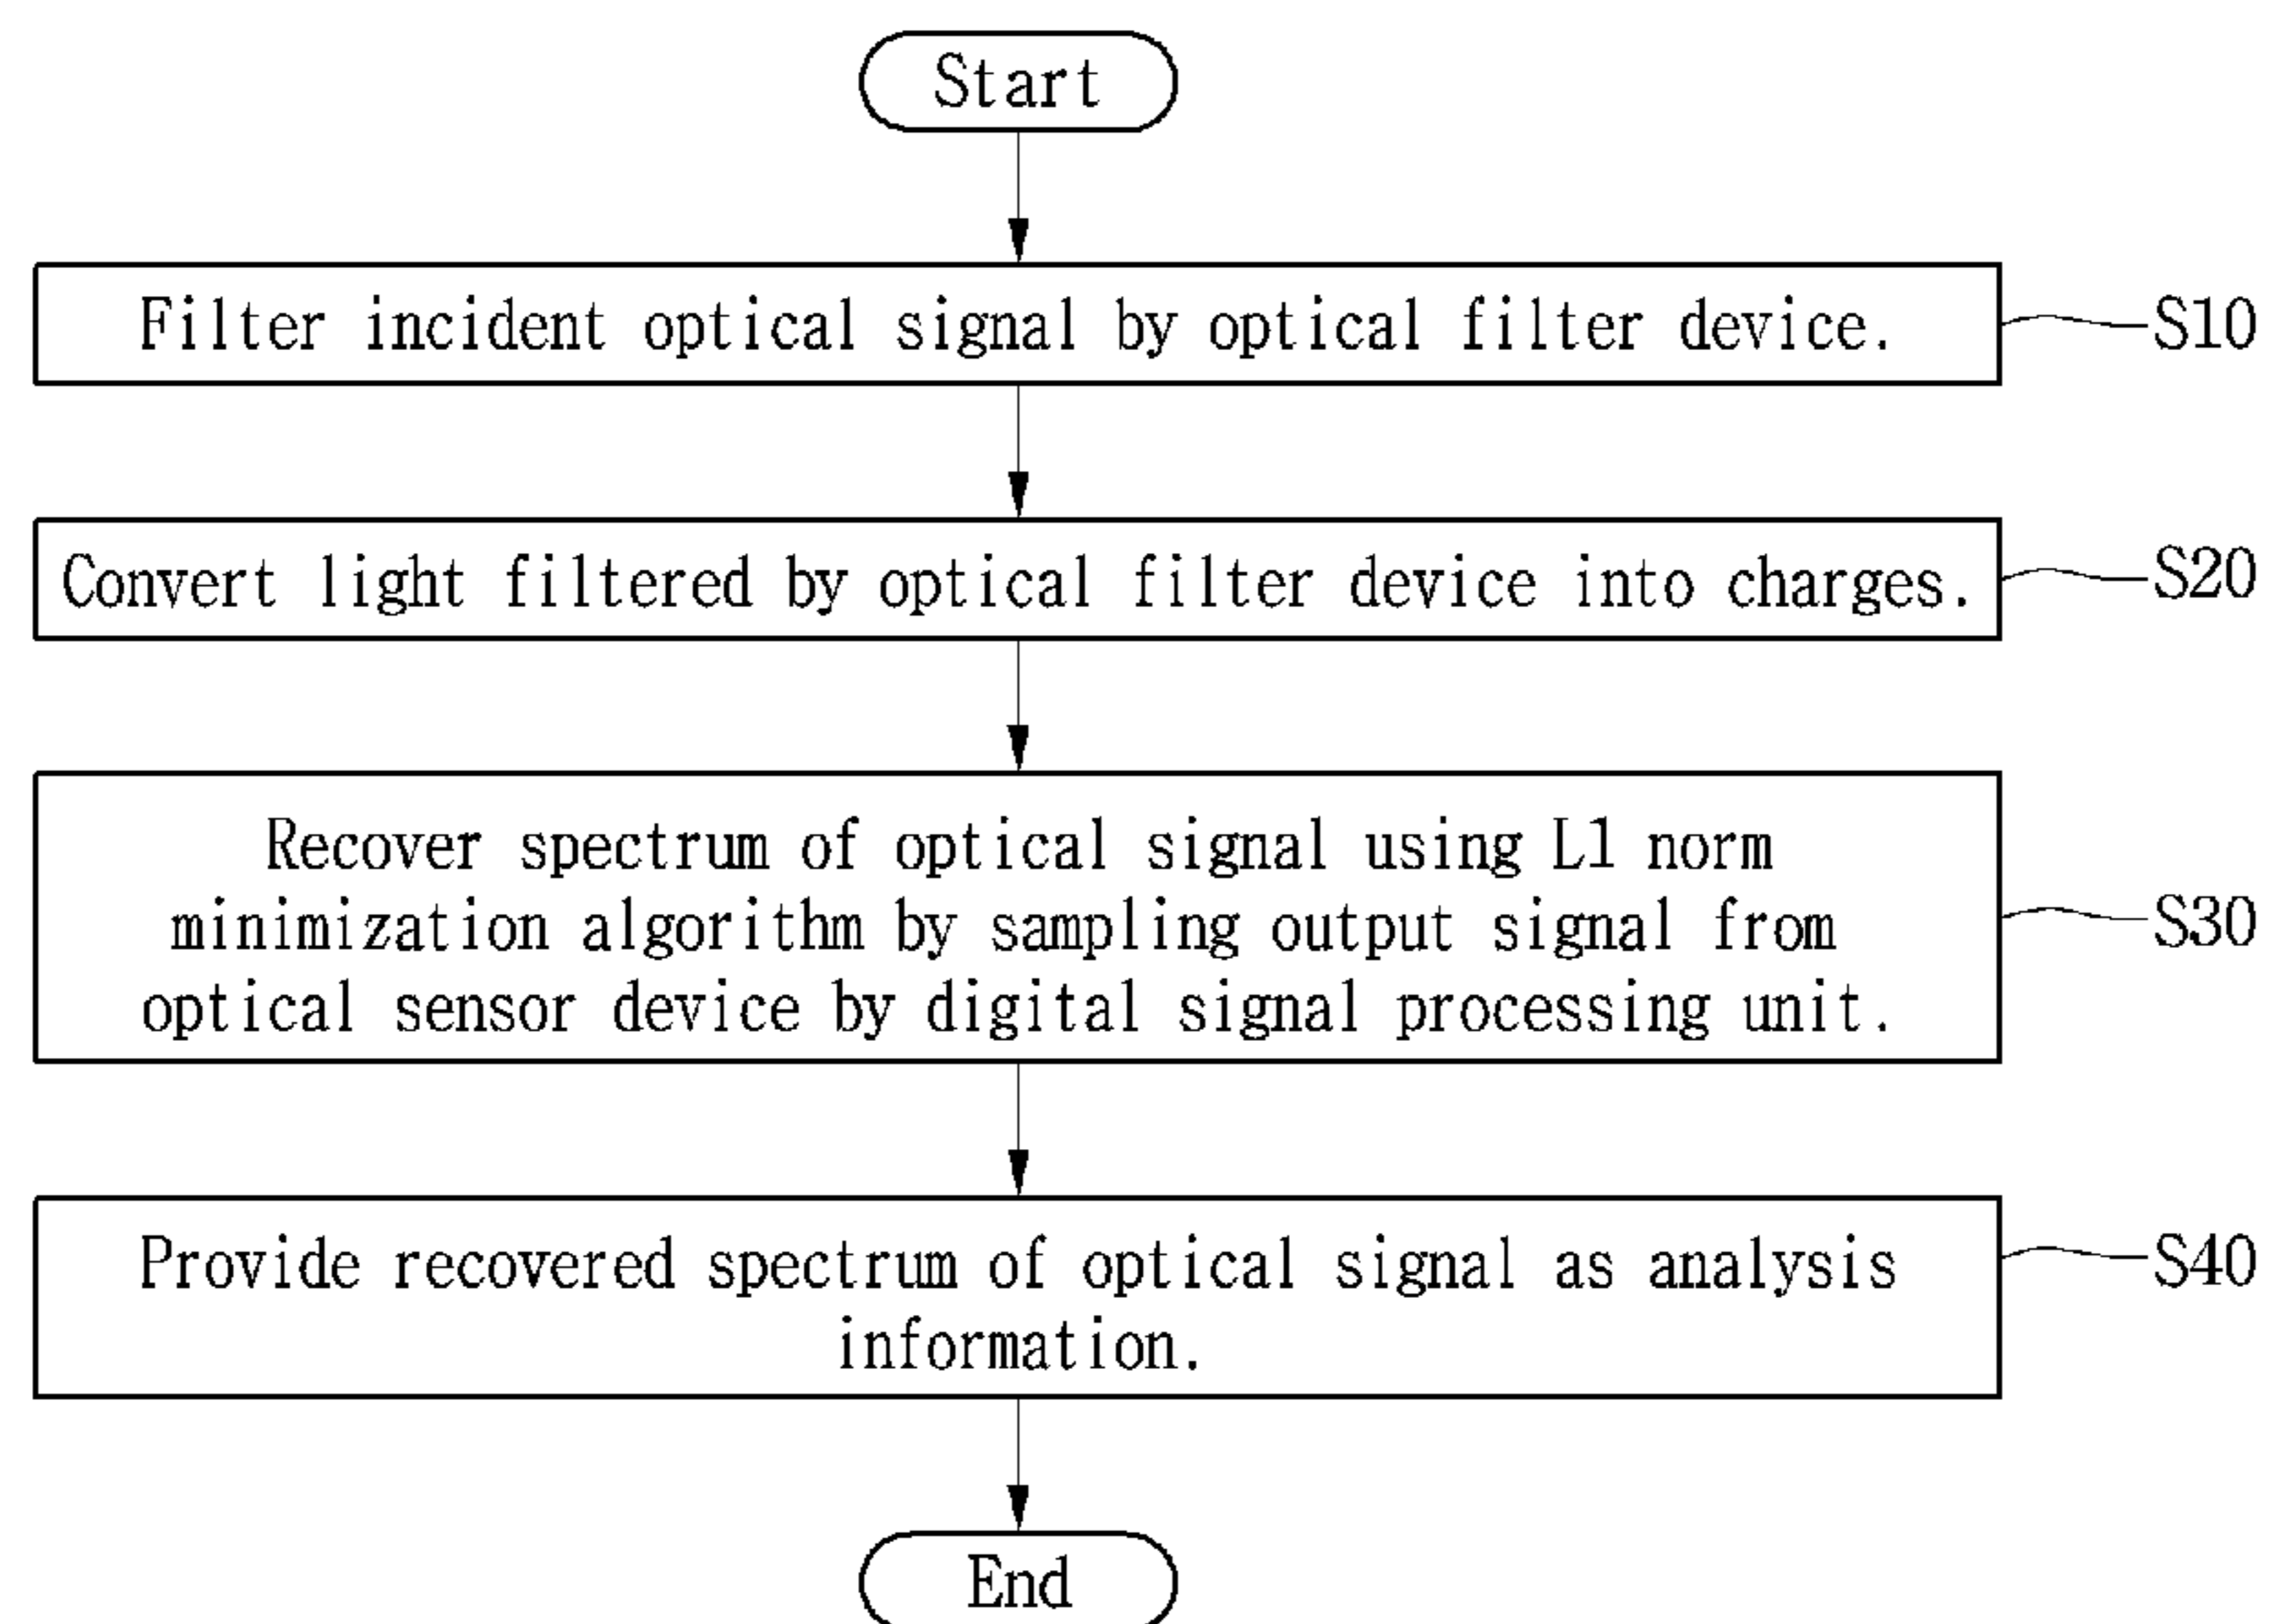 Start
Filter incident optical signal by optical filter device.
S10
Convert light filtered by optical filter device into charges.
S20
Recover spectrum of optical signal using L1 norm
minimization algorithm by sampling output signal from
optical sensor device by digital signal processing unit.
S30
Provide recovered spectrum of optical signal as analysis
information.
S40
End